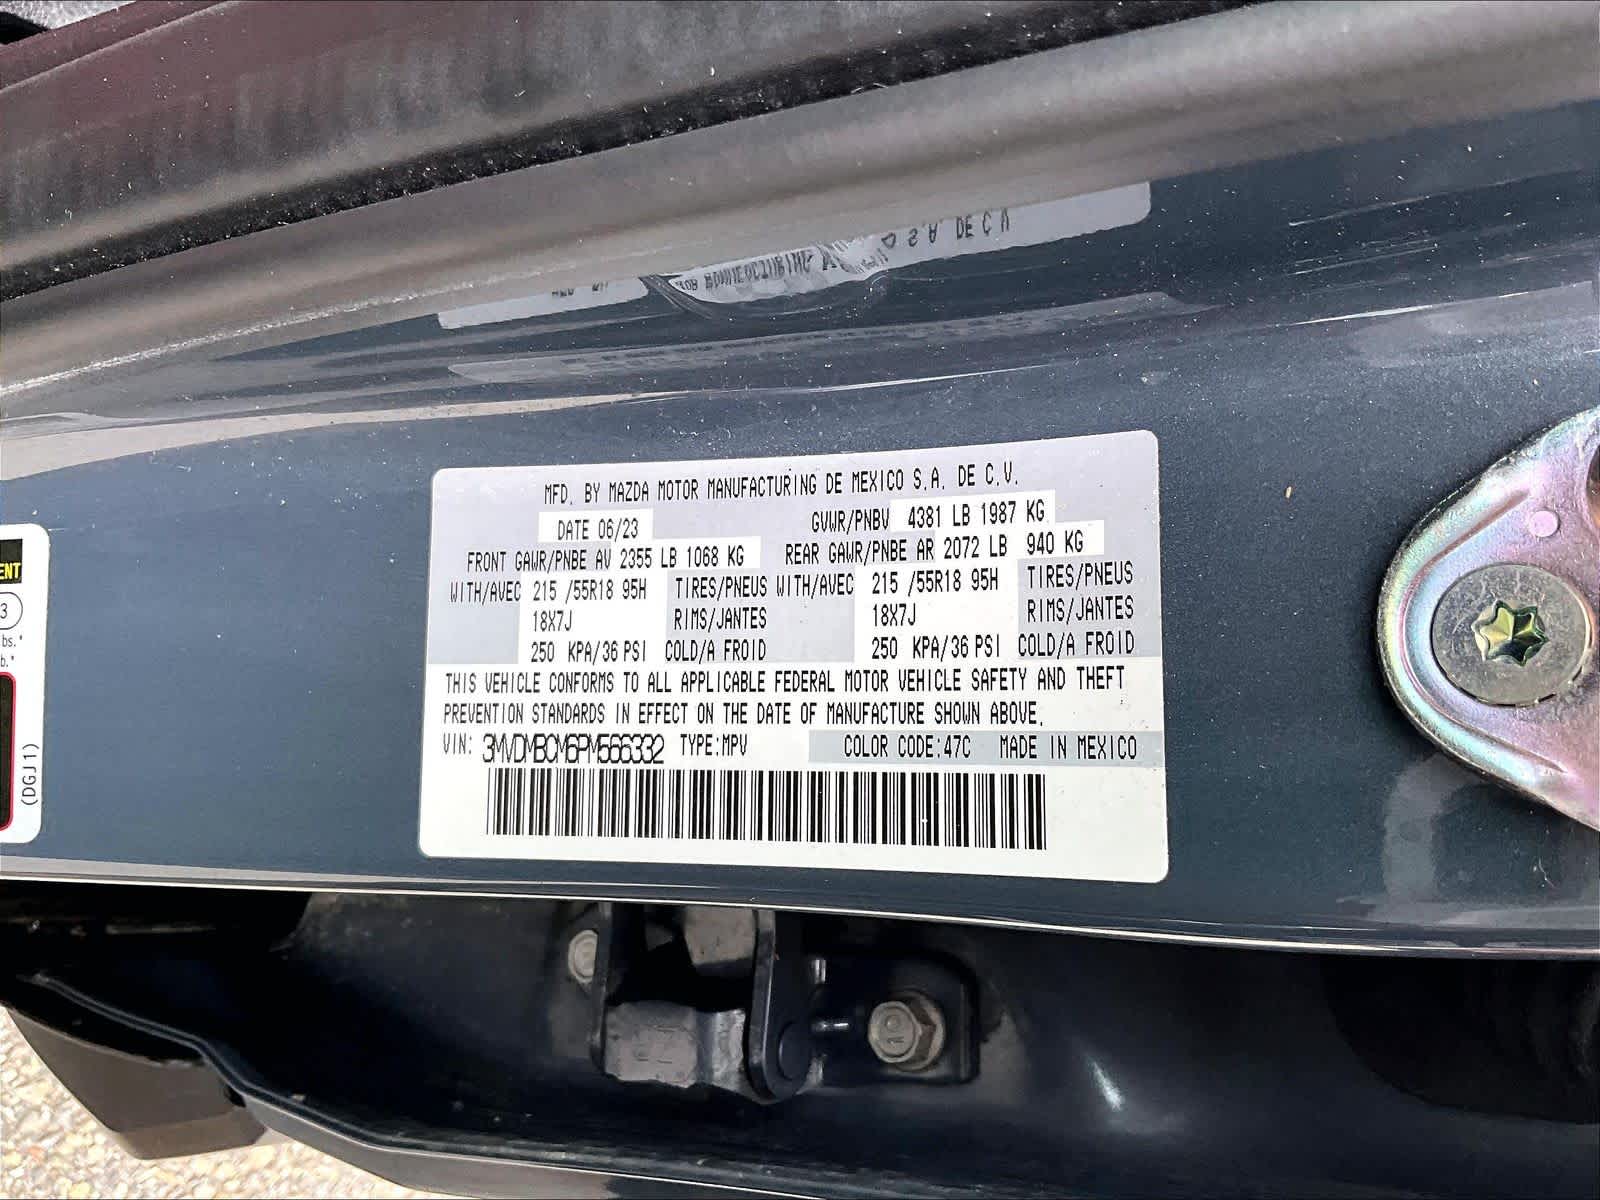 MFD. BY MAZDA MOTOR MANUFACTURING DE MEXICO S.A. DE C.V.
DATE 06/23 GVWR/PNBV 4381 LB 1987 KG
FRONT GAWR/PNBE AV 2355 LB 1068 KG REAR GAWR/PNBE AR 2072 LB 940 KG
WITH/AVEC 215 /55R18 95H TIRES/PNEUS WITH/AVEC 215 /55R18 95H TIRES/PNEUS
18X7J RIMS/JANTES 18X7J RIMS/JANTES
250 KPA/36 PSI COLD/A FROID 250 KPA/36 PSI COLD/A FROID
THIS VEHICLE CONFORMS TO ALL APPLICABLE FEDERAL MOTOR VEHICLE SAFETY AND THEFT
PREVENTION STANDARDS IN EFFECT ON THE DATE OF MANUFACTURE SHOWN ABOVE.
VIN: 3MVDMBCM6PM566332 TYPE:MPV COLOR CODE:47C MADE IN MEXICO
ENT
3
lbs.*
b.*
(DGJ1)